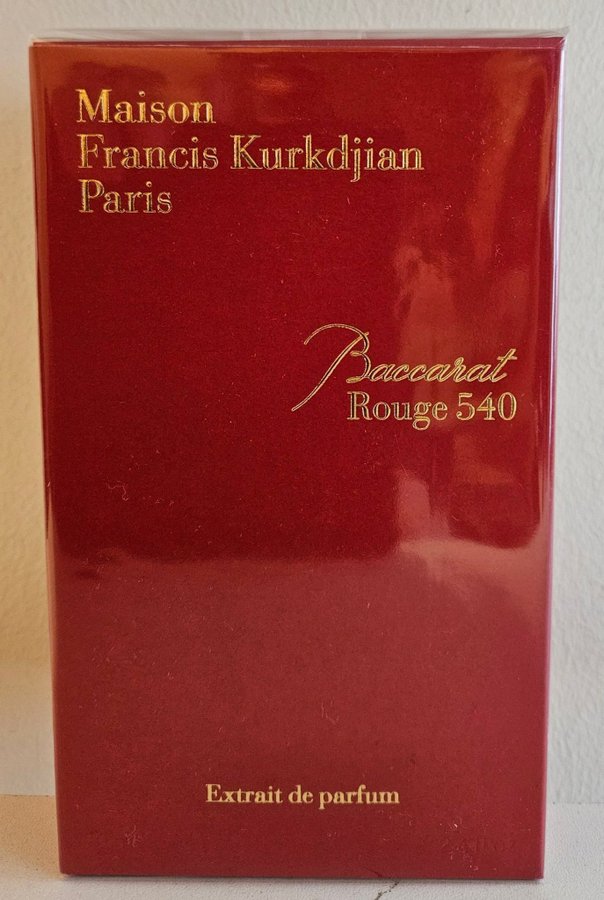 Maison
Francis Kurkdjian
Paris
Baccarat
Rouge 540
Extrait de parfum